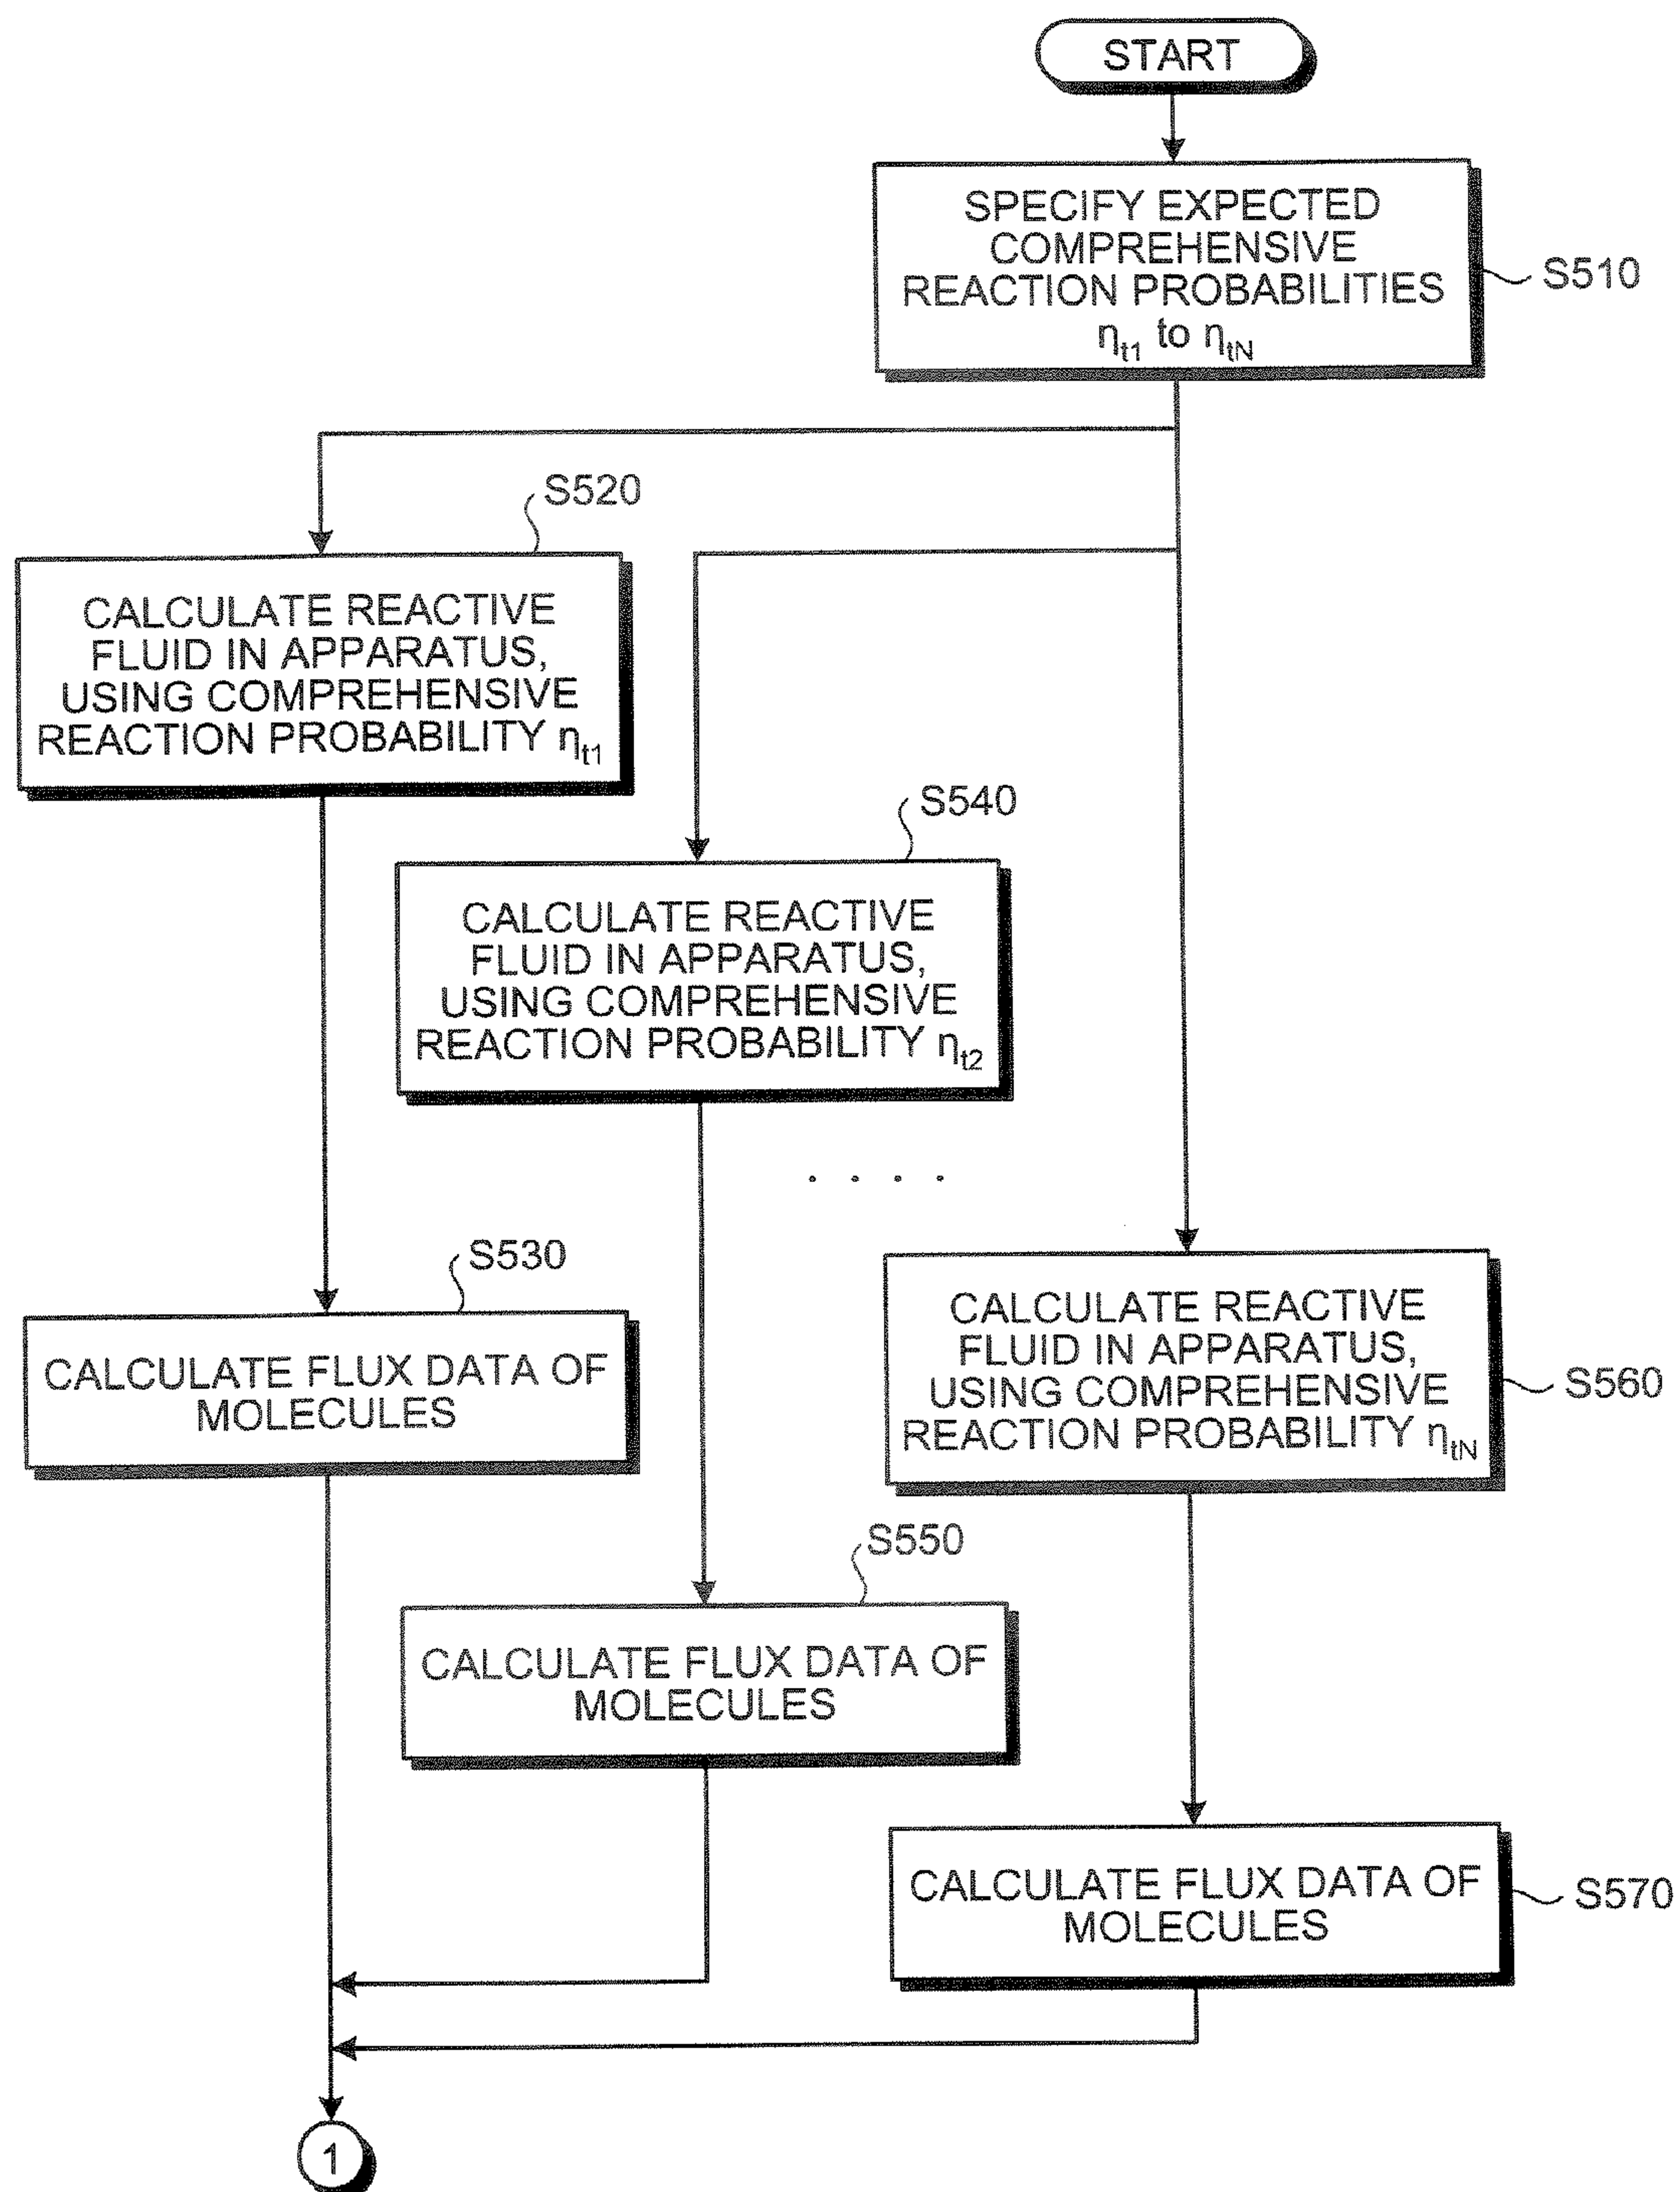 START
SPECIFY EXPECTED
COMPREHENSIVE
REACTION PROBABILITIES
ηt1 to ηtN
S510
S520
CALCULATE REACTIVE
FLUID IN APPARATUS,
USING COMPREHENSIVE
REACTION PROBABILITY ηt1
S540
CALCULATE REACTIVE
FLUID IN APPARATUS,
USING COMPREHENSIVE
REACTION PROBABILITY ηt2
. . . .
S530
CALCULATE FLUX DATA OF
MOLECULES
CALCULATE REACTIVE
FLUID IN APPARATUS,
USING COMPREHENSIVE
REACTION PROBABILITY ηtN
S560
S550
CALCULATE FLUX DATA OF
MOLECULES
CALCULATE FLUX DATA OF
MOLECULES
S570
1